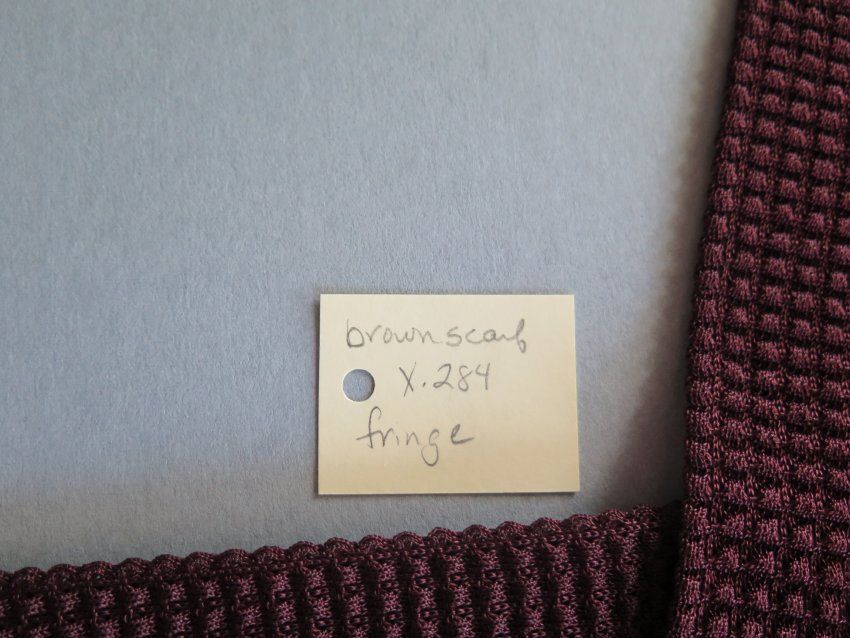 brown scarf
X.284
fringe